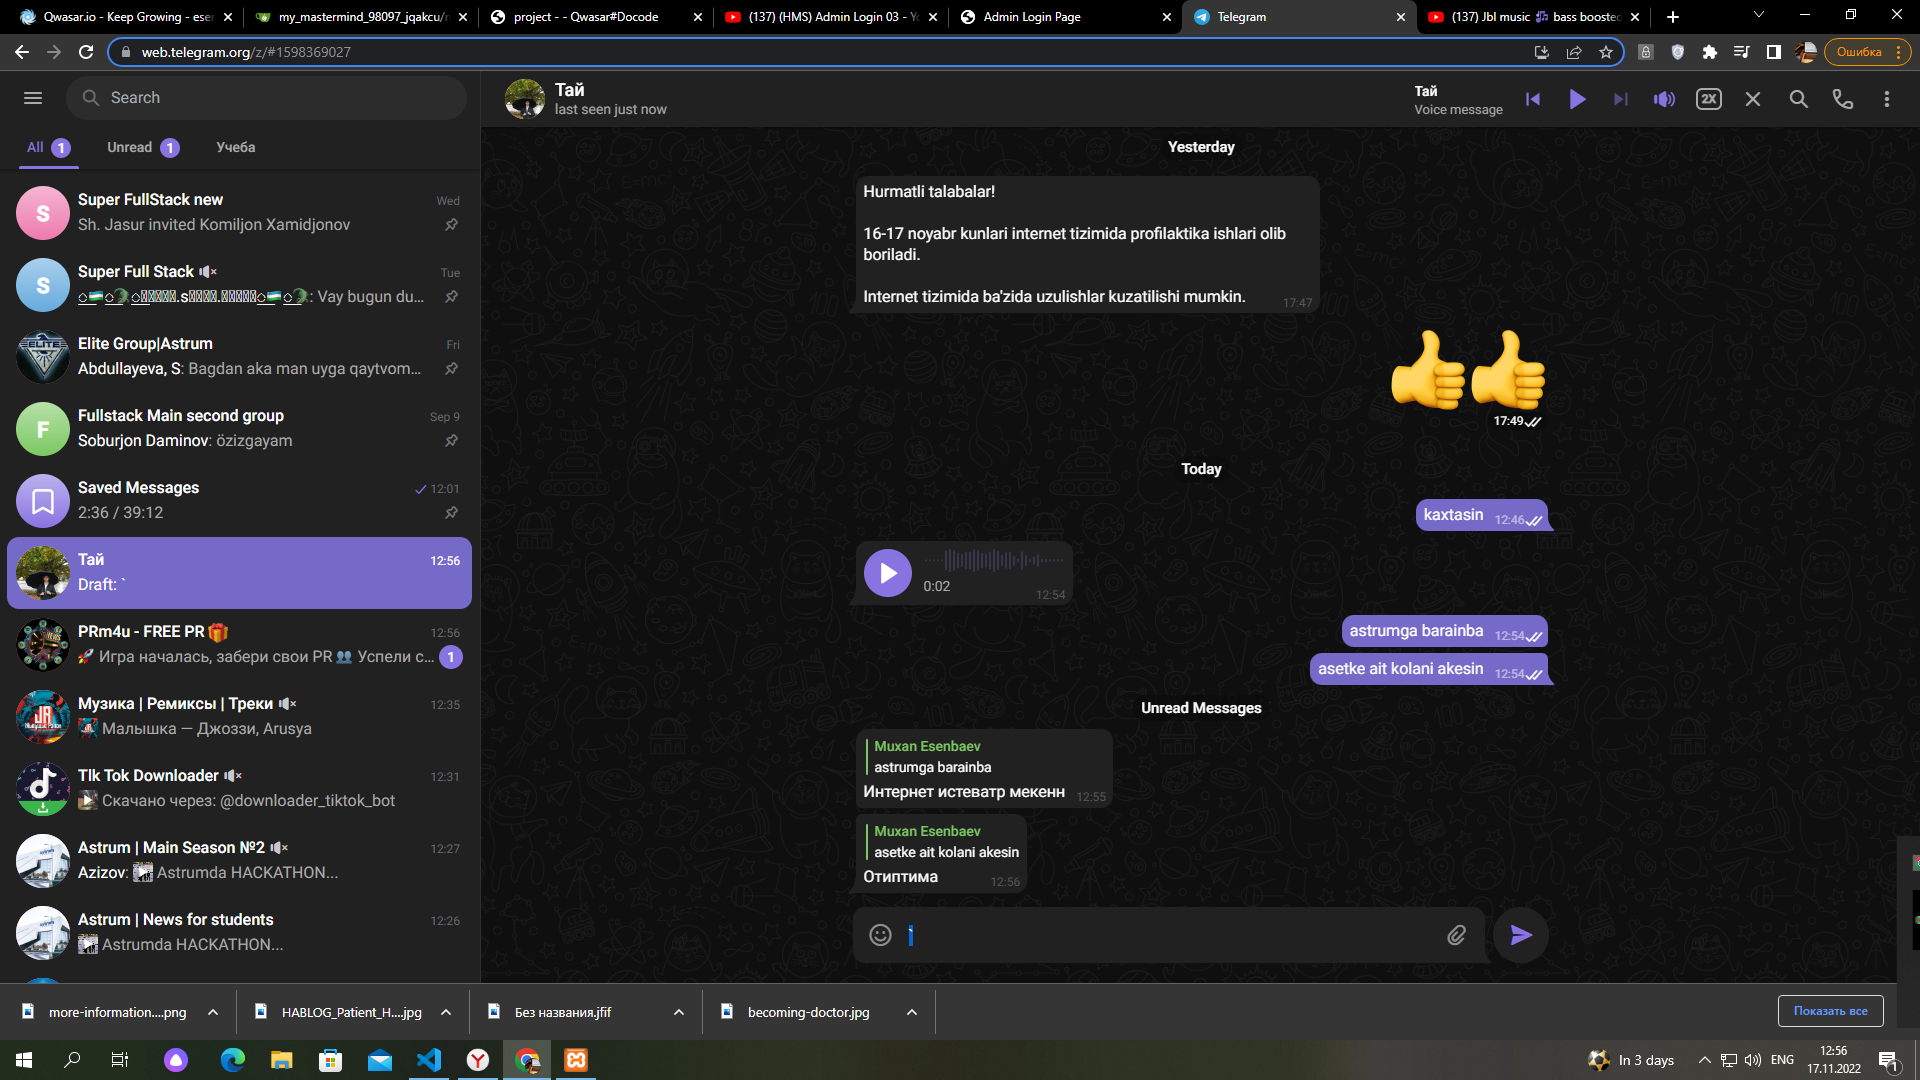 Qwasar.io - Keep Growing - eser
my_mastermind_98097_jqakcu/
project - - Qwasar#Docode
(137) (HMS) Admin Login 03 -
Admin Login Page
Telegram
(137) Jbl music 🎵 bass boosted
web.telegram.org/z/#1598369027
Ошибка
Search
All 1
Unread 1
Учеба
Super FullStack new
Wed
Sh. Jasur invited Komiljon Xamidjonov
Super Full Stack
Tue
: Vay bugun du...
Elite Group|Astrum
Fri
Abdullayeva, S: Bagdan aka man uyga qaytvom...
Fullstack Main second group
Sep 9
Soburjon Daminov: özizgayam
Saved Messages
12:01
2:36 / 39:12
Тай
12:56
Draft: `
PRm4u - FREE PR 🎁
12:56
🚀 Игра началась, забери свои PR 👥 Успели с...
1
Музика | Ремиксы | Треки
12:35
Малышка — Джоззи, Arusya
TIk Tok Downloader
12:31
Скачано через: @downloader_tiktok_bot
Astrum | Main Season №2
12:27
Azizov: Astrumda HACKATHON...
Astrum | News for students
12:26
Astrumda HACKATHON...
Тай
last seen just now
Тай
Voice message
2X
Yesterday
Hurmatli talabalar!
16-17 noyabr kunlari internet tizimida profilaktika ishlari olib
boriladi.
Internet tizimida ba'zida uzulishlar kuzatilishi mumkin.
17:47
👍👍
17:49
Today
kaxtasin 12:46
0:02
12:54
astrumga barainba 12:54
asetke ait kolani akesin 12:54
Unread Messages
Muxan Esenbaev
astrumga barainba
Интернет истеватр мекенн 12:55
Muxan Esenbaev
asetke ait kolani akesin
Отиптима 12:56
`
more-information....png
HABLOG_Patient_H....jpg
Без названия.jfif
becoming-doctor.jpg
Показать все
In 3 days
ENG
12:56
17.11.2022
1